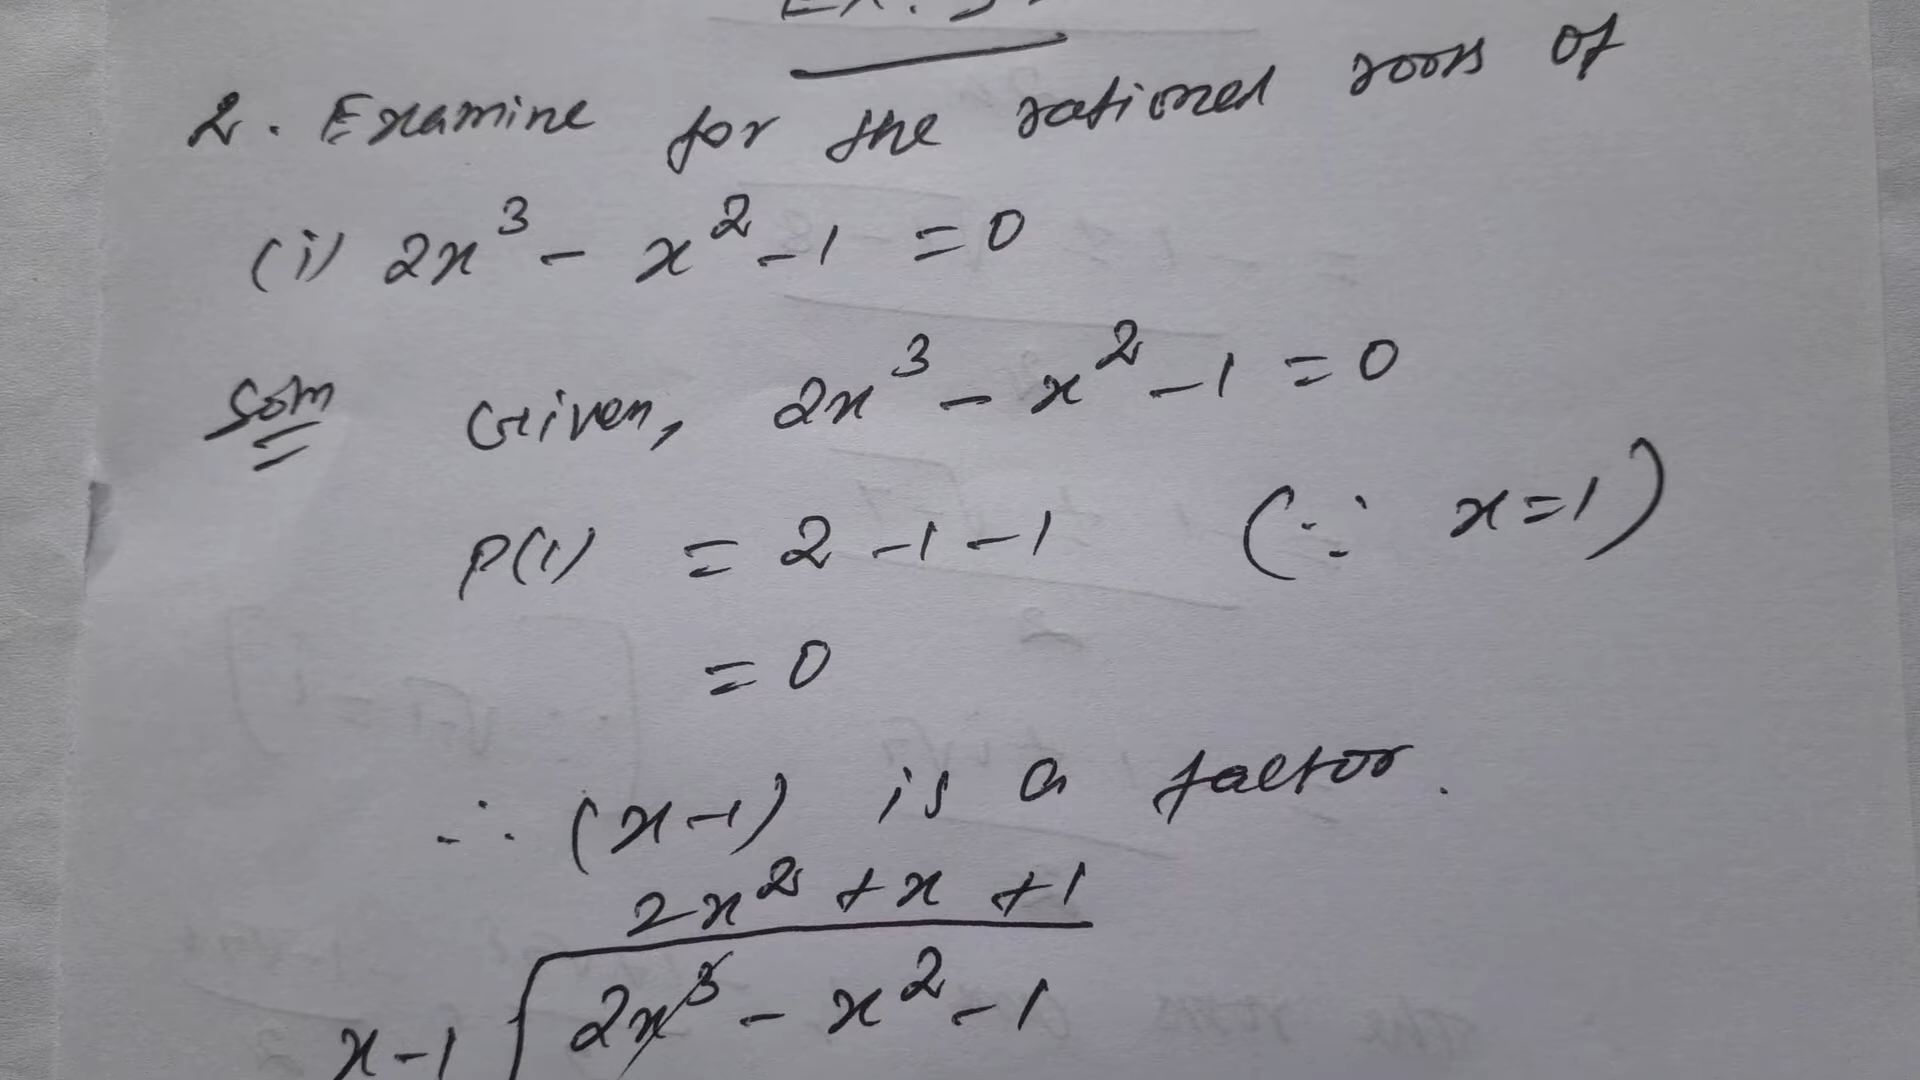 2. Examine for the rational roots of
(i) 2x³ - x² - 1 = 0
Soln Given, 2x³ - x² - 1 = 0
P(1) = 2 - 1 - 1 (∵ x = 1)
= 0
∴ (x-1) is a factor.
2x² + x + 1
x-1 √ 2x³ - x² - 1